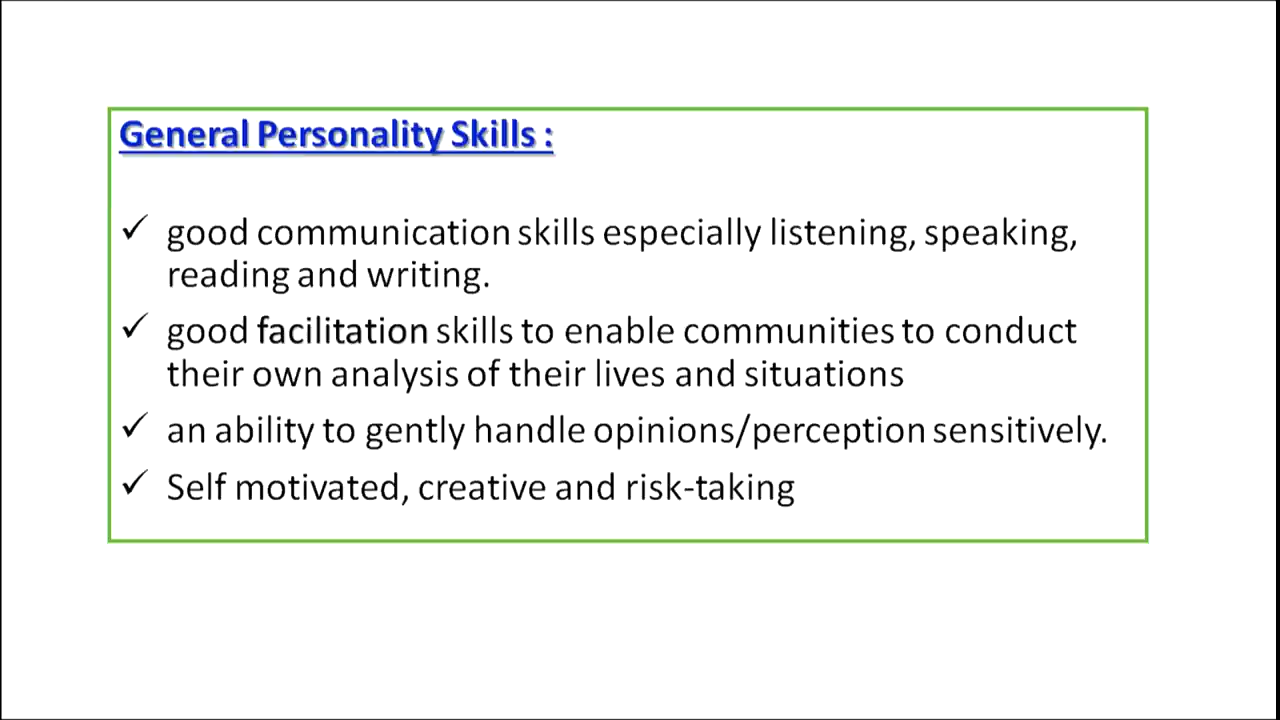 General Personality Skills :
✓ good communication skills especially listening, speaking,
reading and writing.
✓ good facilitation skills to enable communities to conduct
their own analysis of their lives and situations
✓ an ability to gently handle opinions/perception sensitively.
✓ Self motivated, creative and risk-taking